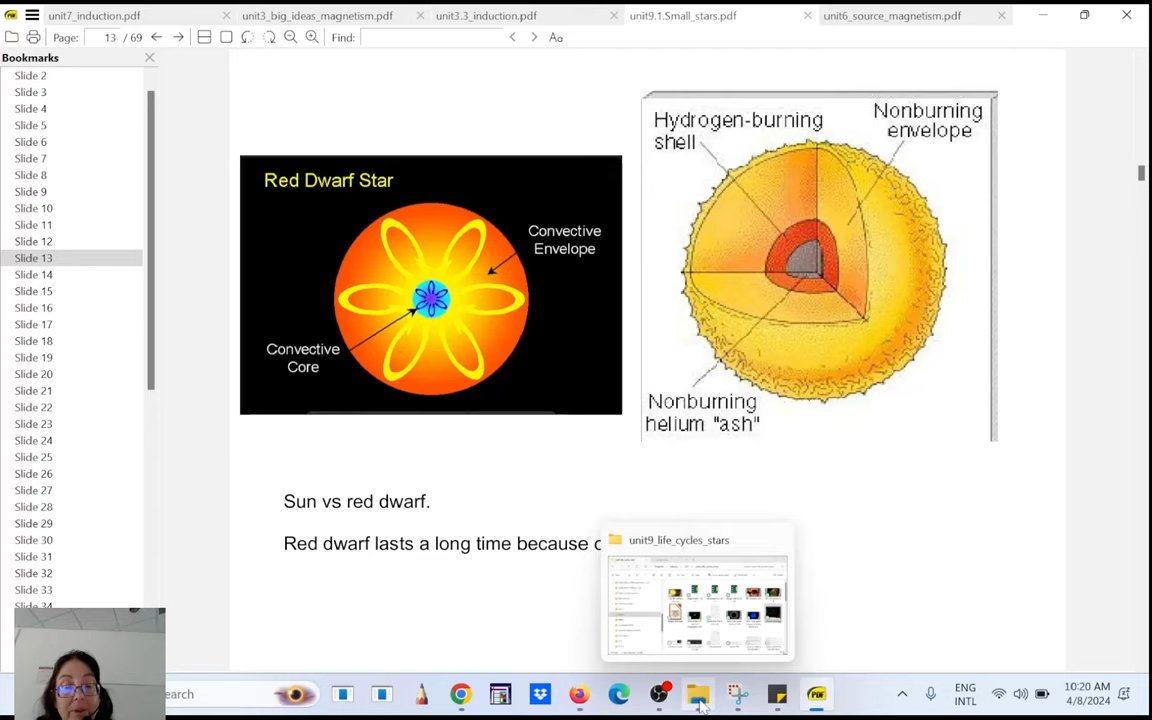 unit7_induction.pdf
unit3_big_ideas_magnetism.pdf
unit3.3_induction.pdf
unit9.1.Small_stars.pdf
unit6_source_magnetism.pdf
Page: 13 / 69
Find:
Aa
Bookmarks
Slide 2
Slide 3
Slide 4
Slide 5
Slide 6
Slide 7
Slide 8
Slide 9
Slide 10
Slide 11
Slide 12
Slide 13
Slide 14
Slide 15
Slide 16
Slide 17
Slide 18
Slide 19
Slide 20
Slide 21
Slide 22
Slide 23
Slide 24
Slide 25
Slide 26
Slide 27
Slide 28
Slide 29
Slide 30
Slide 31
Slide 32
Slide 33
Slide 34
Red Dwarf Star
Convective
Envelope
Convective
Core
Hydrogen-burning
shell
Nonburning
envelope
Nonburning
helium "ash"
Sun vs red dwarf.
Red dwarf lasts a long time because
unit9_life_cycles_stars
earch
PDF
ENG
INTL
10:20 AM
4/8/2024